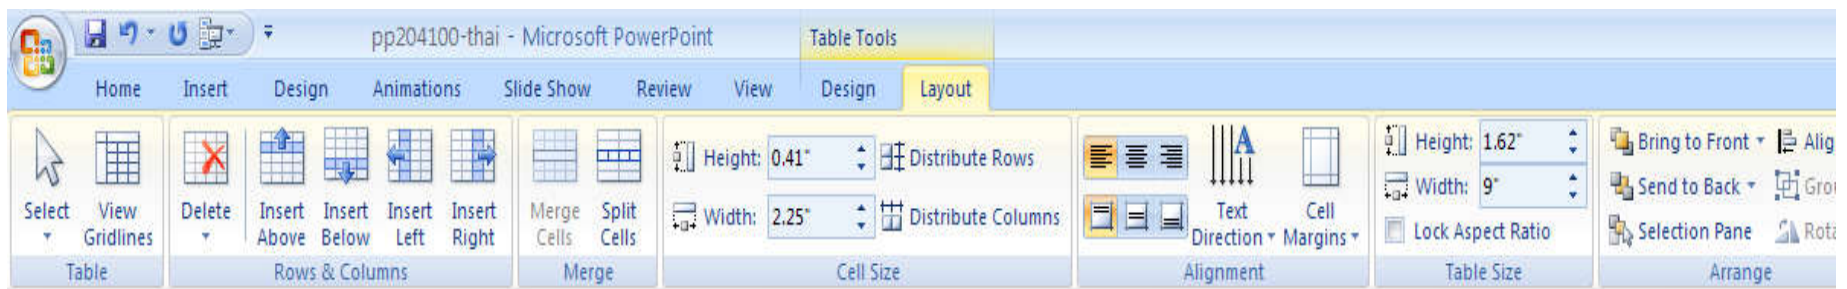 pp204100-thai - Microsoft PowerPoint
Table Tools
Home Insert Design Animations Slide Show Review View Design Layout
Select
View Gridlines
Table
Delete
Insert Above
Insert Below
Insert Left
Insert Right
Rows & Columns
Merge Cells
Split Cells
Merge
Height: 0.41"
Distribute Rows
Width: 2.25"
Distribute Columns
Cell Size
Text Direction
Cell Margins
Alignment
Height: 1.62"
Width: 9"
Lock Aspect Ratio
Table Size
Bring to Front
Alig
Send to Back
Grou
Selection Pane
Rota
Arrange